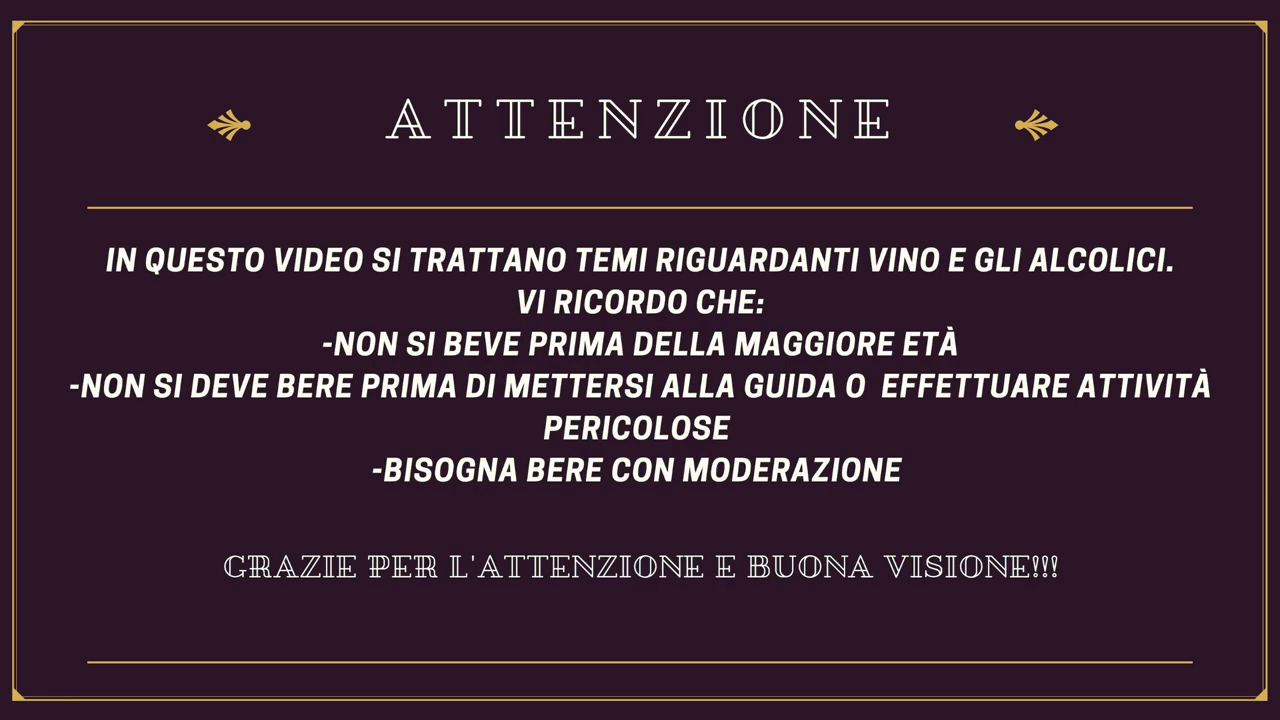 ATTENZIONE
IN QUESTO VIDEO SI TRATTANO TEMI RIGUARDANTI VINO E GLI ALCOLICI.
VI RICORDO CHE:
-NON SI BEVE PRIMA DELLA MAGGIORE ETÀ
-NON SI DEVE BERE PRIMA DI METTERSI ALLA GUIDA O EFFETTUARE ATTIVITÀ
PERICOLOSE
-BISOGNA BERE CON MODERAZIONE
GRAZIE PER L'ATTENZIONE E BUONA VISIONE!!!